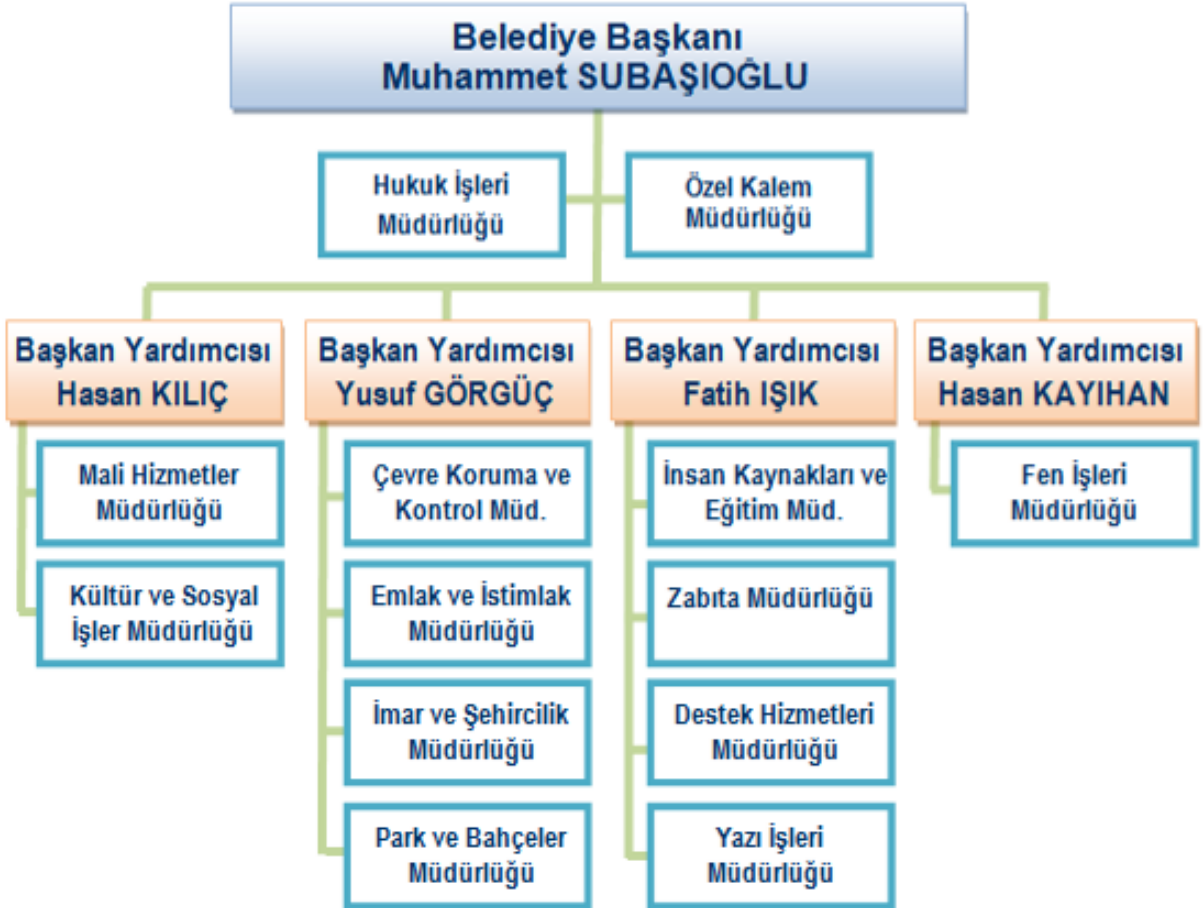 Belediye Başkanı
Muhammet SUBAŞIOĞLU
Hukuk İşleri
Müdürlüğü
Özel Kalem
Müdürlüğü
Başkan Yardımcısı
Hasan KILIÇ
Başkan Yardımcısı
Yusuf GÖRGÜÇ
Başkan Yardımcısı
Fatih IŞIK
Başkan Yardımcısı
Hasan KAYIHAN
Mali Hizmetler
Müdürlüğü
Kültür ve Sosyal
İşler Müdürlüğü
Çevre Koruma ve
Kontrol Müd.
Emlak ve İstimlak
Müdürlüğü
İmar ve Şehircilik
Müdürlüğü
Park ve Bahçeler
Müdürlüğü
İnsan Kaynakları ve
Eğitim Müd.
Zabıta Müdürlüğü
Destek Hizmetleri
Müdürlüğü
Yazı İşleri
Müdürlüğü
Fen İşleri
Müdürlüğü